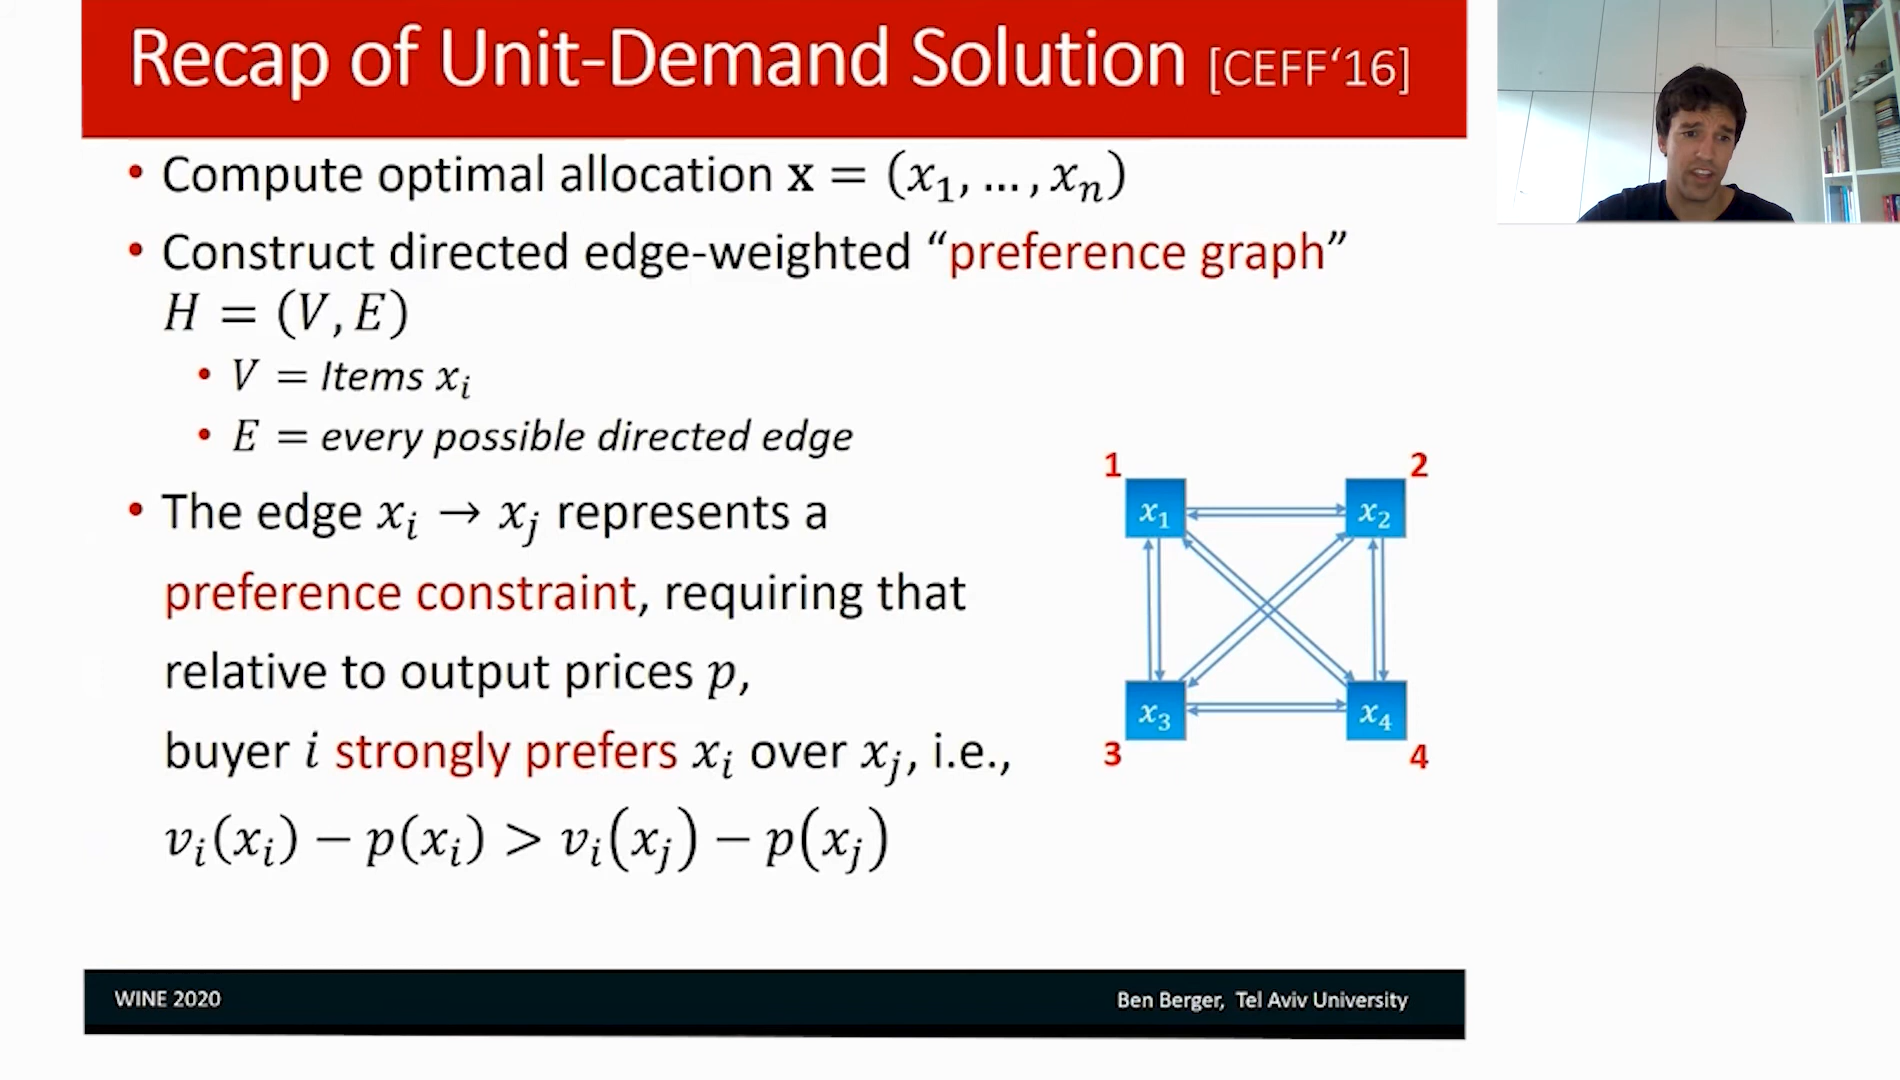 Recap of Unit-Demand Solution [CEFF‘16]
• Compute optimal allocation 𝐱 = (𝑥₁, … , 𝑥ₙ)
• Construct directed edge-weighted “preference graph”
𝐻 = (𝑉, 𝐸)
• 𝑉 = Items 𝑥ᵢ
• 𝐸 = every possible directed edge
• The edge 𝑥ᵢ → 𝑥ⱼ represents a
preference constraint, requiring that
relative to output prices 𝑝,
buyer 𝑖 strongly prefers 𝑥ᵢ over 𝑥ⱼ, i.e.,
𝑣ᵢ(𝑥ᵢ) − 𝑝(𝑥ᵢ) > 𝑣ᵢ(𝑥ⱼ) − 𝑝(𝑥ⱼ)
1 2
𝑥₁ 𝑥₂
𝑥₃ 𝑥₄
3 4
WINE 2020 Ben Berger, Tel Aviv University